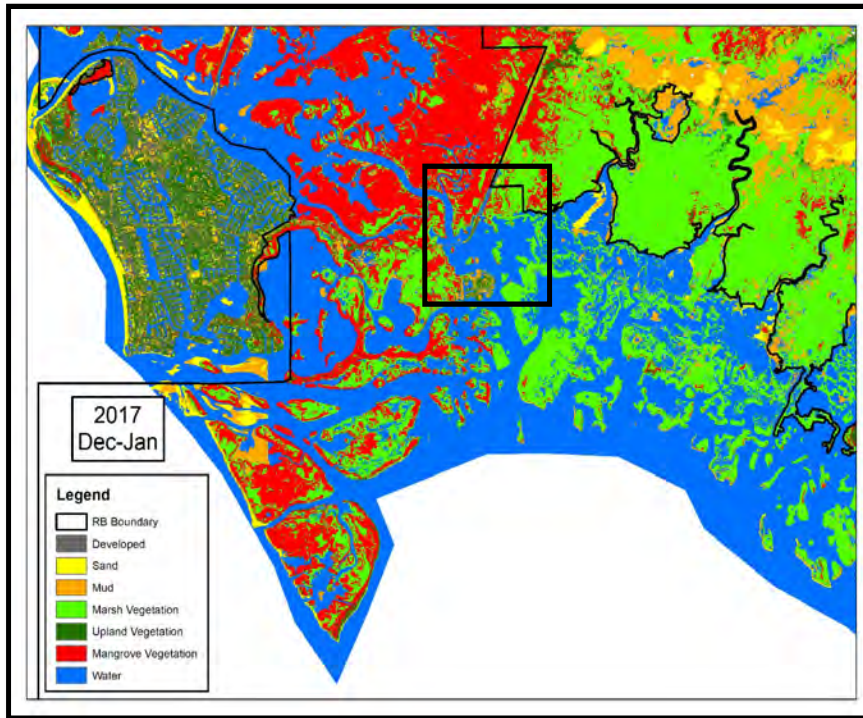 2017
Dec-Jan
Legend
RB Boundary
Developed
Sand
Mud
Marsh Vegetation
Upland Vegetation
Mangrove Vegetation
Water